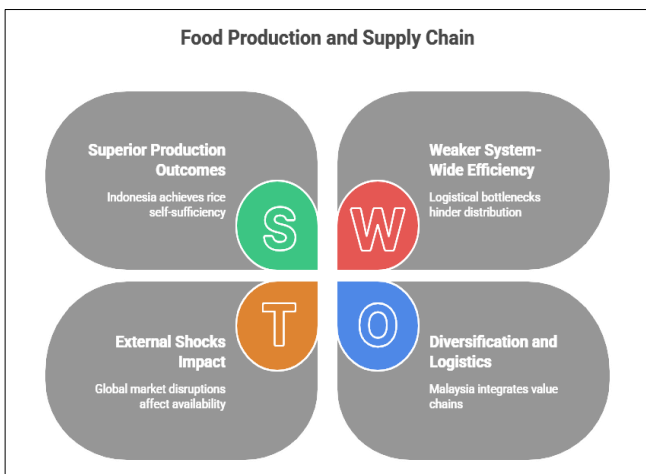 Food Production and Supply Chain
Superior Production
Outcomes
Indonesia achieves rice
self-sufficiency
S
Weaker System-
Wide Efficiency
Logistical bottlenecks
hinder distribution
W
External Shocks
Impact
Global market disruptions
affect availability
T
Diversification and
Logistics
Malaysia integrates value
chains
O